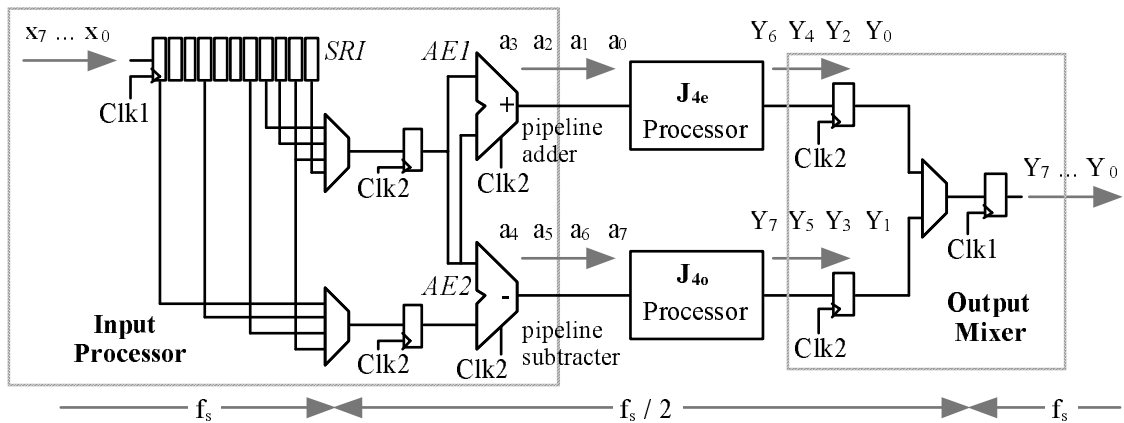 x7 ... x0
SRI
AE1
a3 a2 a1 a0
Y6 Y4 Y2 Y0
Clk1
+
J4e
Processor
pipeline
adder
Clk2
Clk2
Clk2
Y7 ... Y0
Clk1
a4 a5 a6 a7
Y7 Y5 Y3 Y1
AE2
-
J4o
Processor
Input
Processor
Clk2
Clk2
pipeline
subtracter
Clk2
Output
Mixer
fs
fs / 2
fs